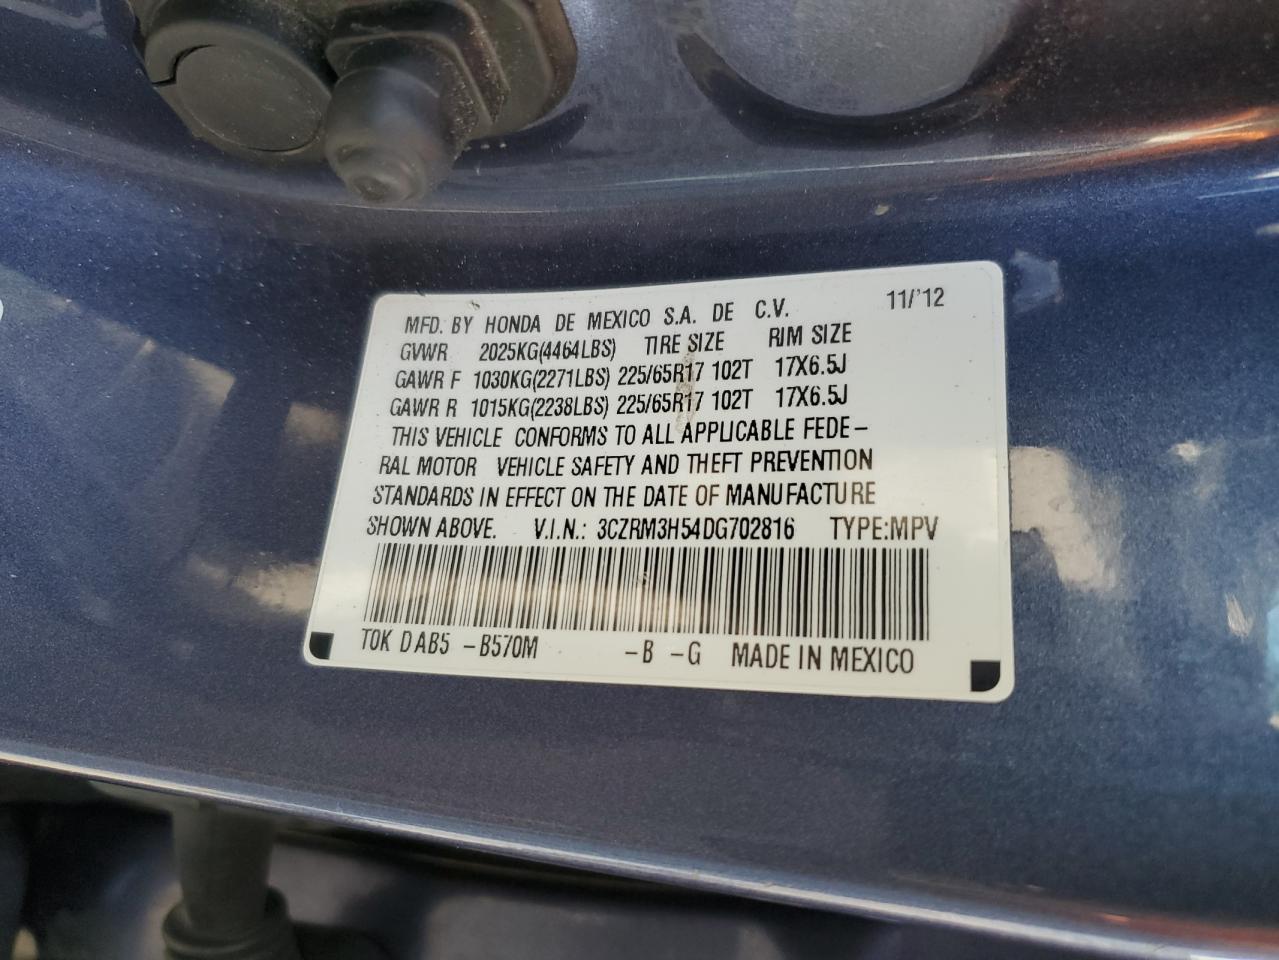 MFD. BY HONDA DE MEXICO S.A. DE C.V. 11/'12
GVWR 2025KG(4464LBS) TIRE SIZE RIM SIZE
GAWR F 1030KG(2271LBS) 225/65R17 102T 17X6.5J
GAWR R 1015KG(2238LBS) 225/65R17 102T 17X6.5J
THIS VEHICLE CONFORMS TO ALL APPLICABLE FEDE-
RAL MOTOR VEHICLE SAFETY AND THEFT PREVENTION
STANDARDS IN EFFECT ON THE DATE OF MANUFACTURE
SHOWN ABOVE. V.I.N.: 3CZRM3H54DG702816 TYPE:MPV
T0K DAB5 -B570M -B -G MADE IN MEXICO